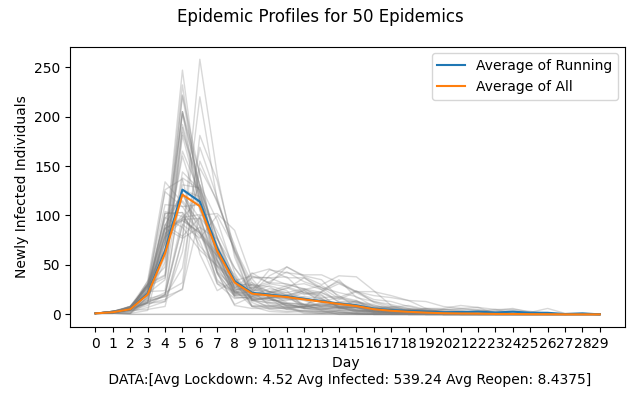 Epidemic Profiles for 50 Epidemics
Newly Infected Individuals
250
200
150
100
50
0
Average of Running
Average of All
0 1 2 3 4 5 6 7 8 9 10 11 12 13 14 15 16 17 18 19 20 21 22 23 24 25 26 27 28 29
Day
DATA:[Avg Lockdown: 4.52 Avg Infected: 539.24 Avg Reopen: 8.4375]